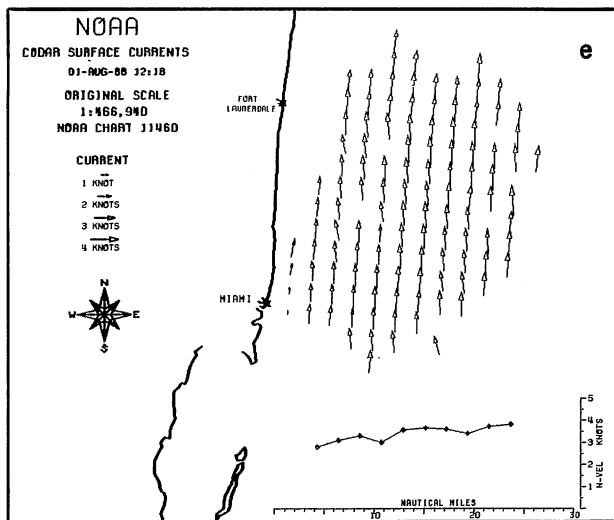 NOAA
CODAR SURFACE CURRENTS
01-AUG-88 12:18
ORIGINAL SCALE
1:466,940
NOAA CHART 11460
CURRENT
1 KNOT
2 KNOTS
3 KNOTS
4 KNOTS
N
W E
S
FORT
LAUDERDALE
MIAMI
e
5
4
3
2
1
0
N-VEL KNOTS
NAUTICAL MILES
10 20 30